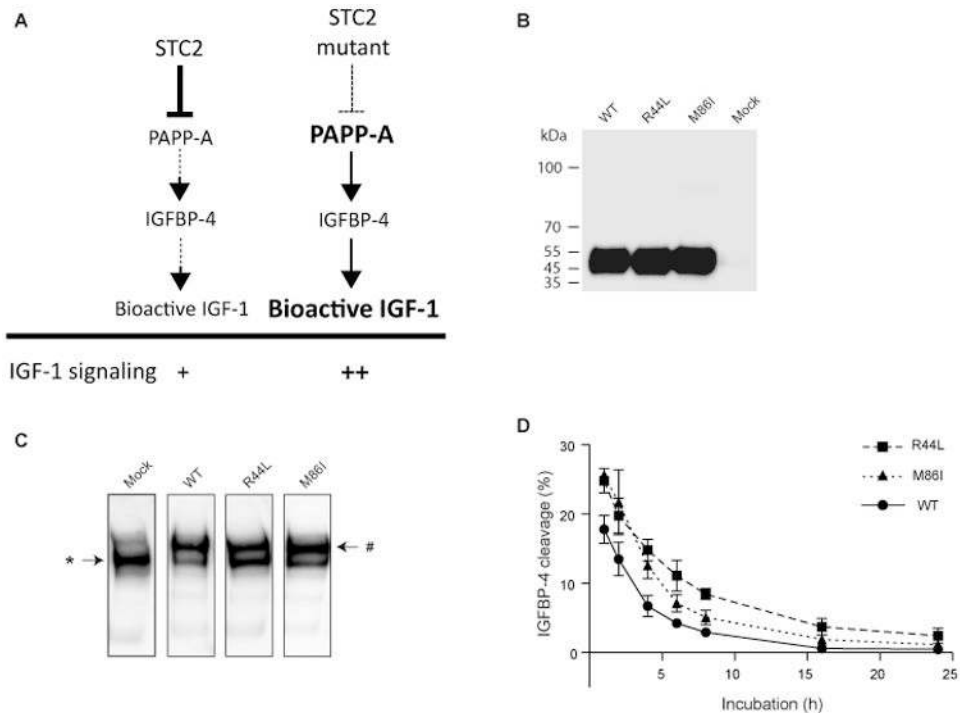 A
STC2
STC2
mutant
PAPP-A
PAPP-A
IGFBP-4
IGFBP-4
Bioactive IGF-1
Bioactive IGF-1
IGF-1 signaling + ++
B
WT R44L M86I Mock
kDa
100
70
55
45
35
C
Mock WT R44L M86I
*
#
D
30
20
10
0
IGFBP-4 cleavage (%)
5 10 15 20 25
Incubation (h)
R44L
M86I
WT